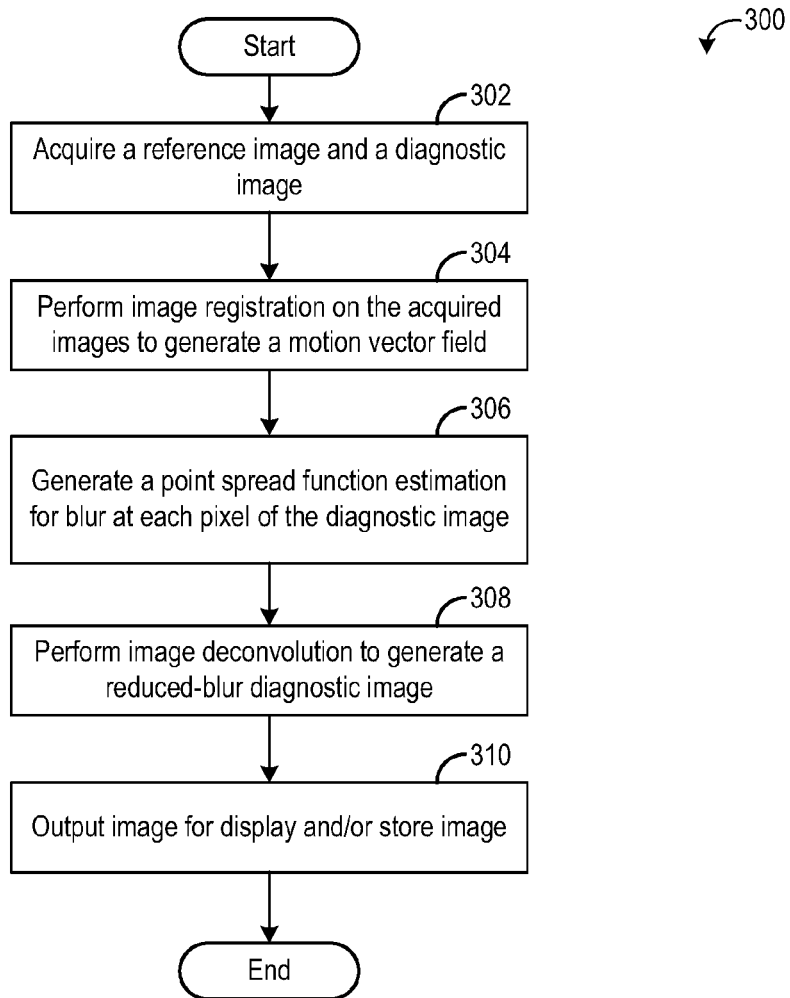 300
Start
302
Acquire a reference image and a diagnostic
image
304
Perform image registration on the acquired
images to generate a motion vector field
306
Generate a point spread function estimation
for blur at each pixel of the diagnostic image
308
Perform image deconvolution to generate a
reduced-blur diagnostic image
310
Output image for display and/or store image
End